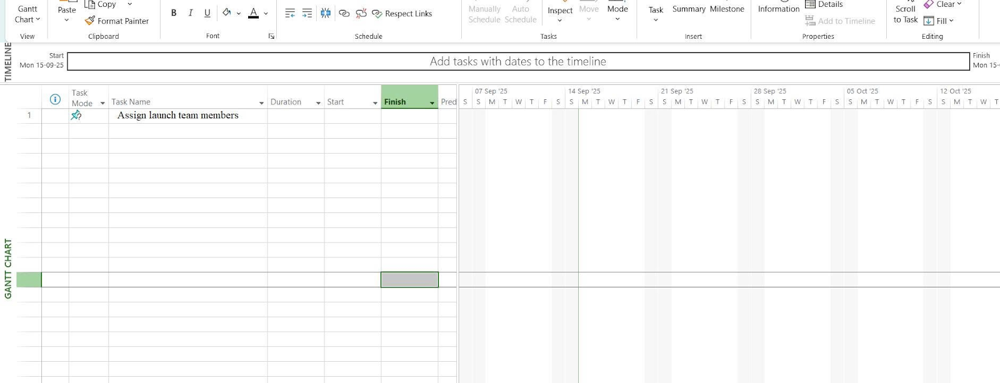 Gantt
Chart
View
Paste
Copy
Format Painter
Clipboard
B I U A
Font
Respect Links
Schedule
Manually
Schedule
Auto
Schedule
Inspect
Move
Mode
Tasks
Task
Summary
Milestone
Insert
Information
Details
Add to Timeline
Properties
Scroll
to Task
Clear
Fill
Editing
TIMELINE
Start
Mon 15-09-25
Add tasks with dates to the timeline
Finish
Mon 15-
GANTT CHART
Task
Mode
Task Name
Duration
Start
Finish
Pred
07 Sep '25
14 Sep '25
21 Sep '25
28 Sep '25
05 Oct '25
12 Oct '25
S S M T W T F S S M T W T F S S M T W T F S S M T W T F S S M T W T F S S M T W T
1
?
Assign launch team members